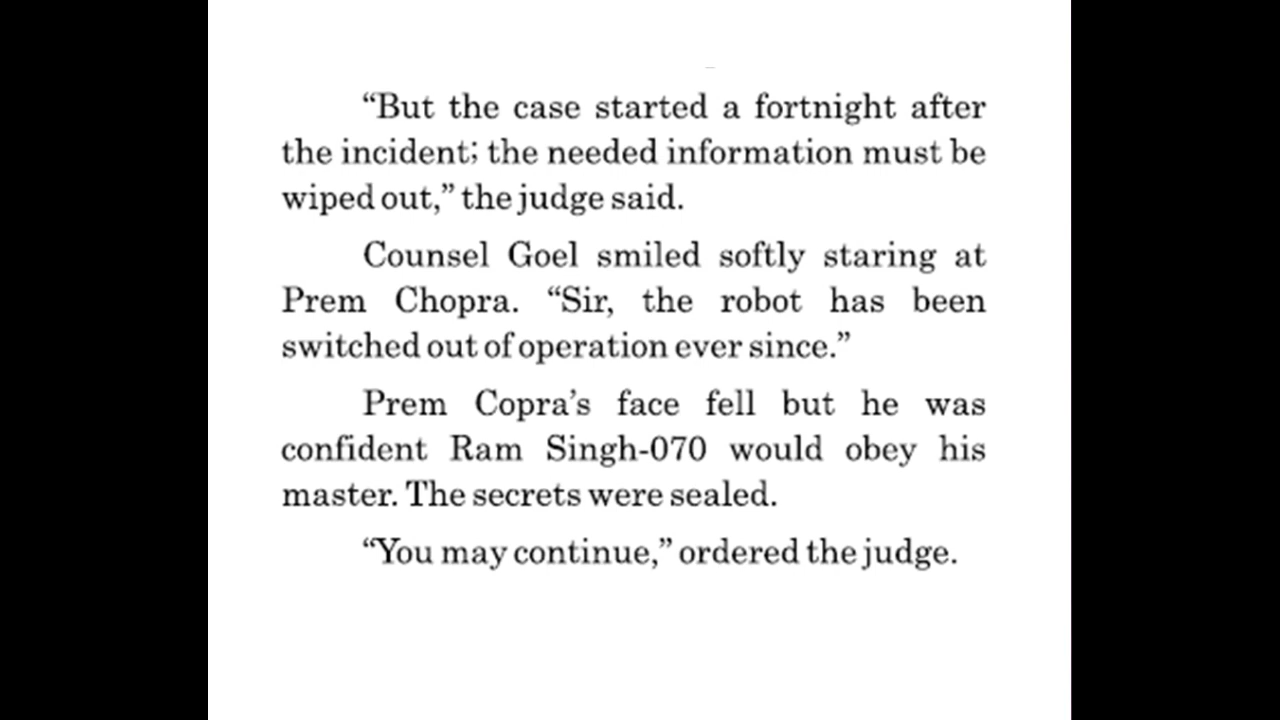 “But the case started a fortnight after
the incident; the needed information must be
wiped out,” the judge said.
Counsel Goel smiled softly staring at
Prem Chopra. “Sir, the robot has been
switched out of operation ever since.”
Prem Copra’s face fell but he was
confident Ram Singh-070 would obey his
master. The secrets were sealed.
“You may continue,” ordered the judge.